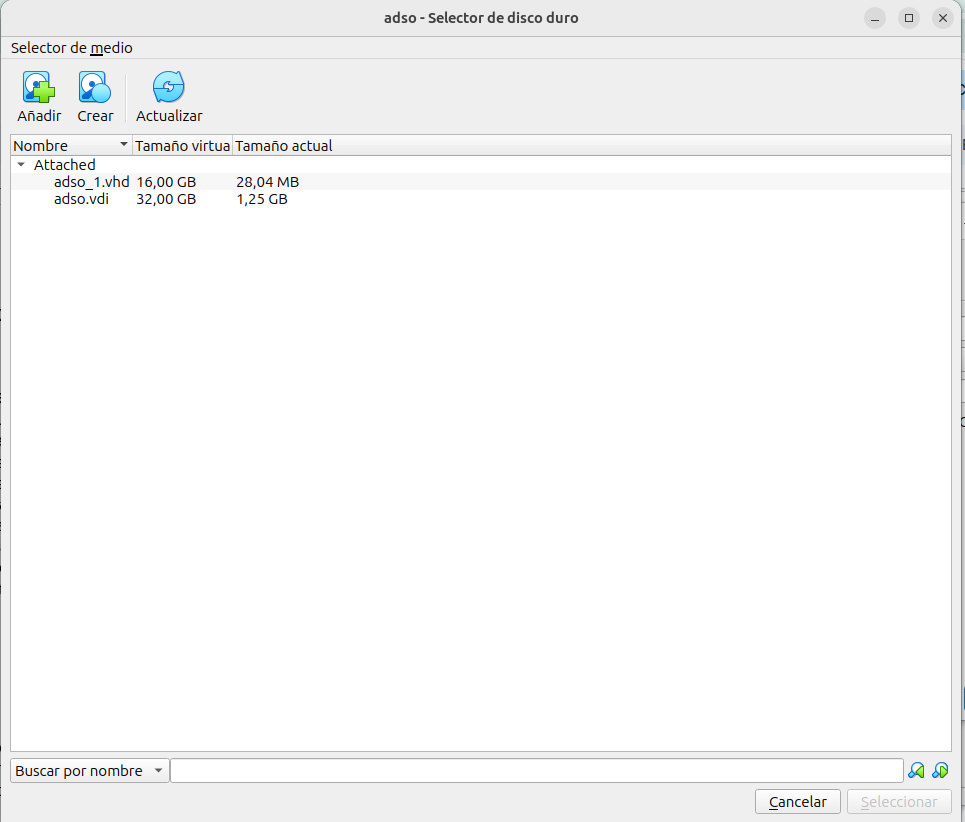 adso - Selector de disco duro
Selector de medio
Añadir Crear Actualizar
Nombre Tamaño virtua Tamaño actual
Attached
adso_1.vhd 16,00 GB 28,04 MB
adso.vdi 32,00 GB 1,25 GB
Buscar por nombre
Cancelar Seleccionar